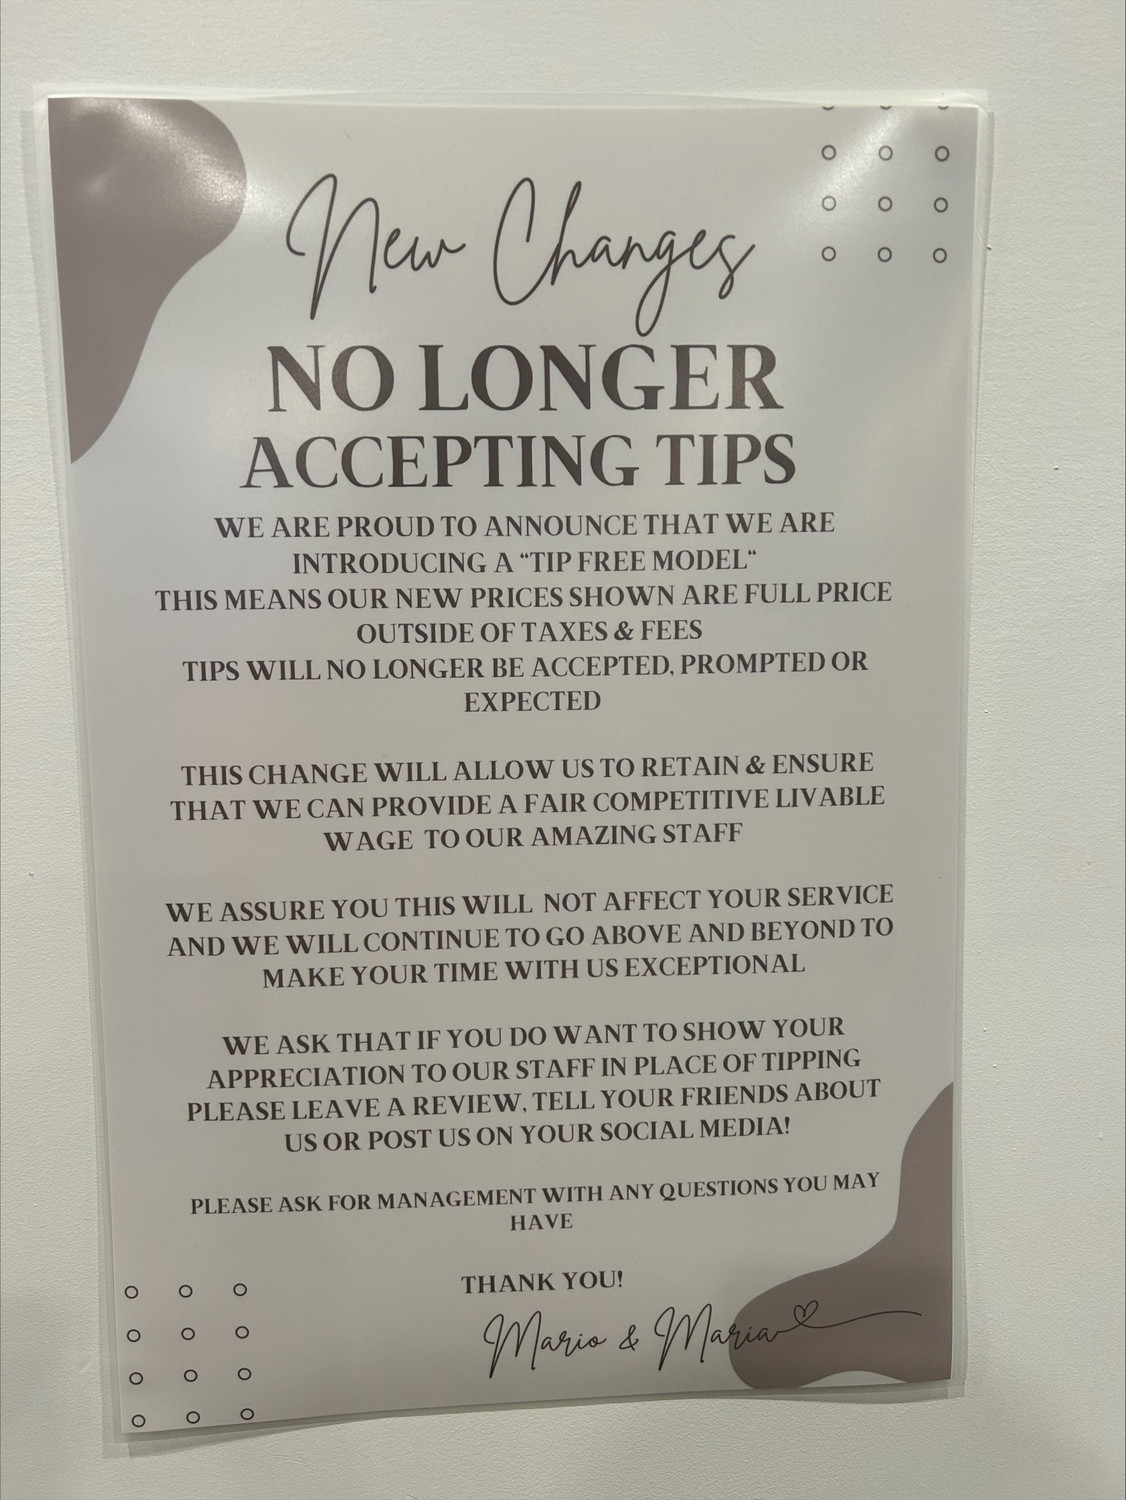 New Changes
NO LONGER
ACCEPTING TIPS
WE ARE PROUD TO ANNOUNCE THAT WE ARE
INTRODUCING A “TIP FREE MODEL“
THIS MEANS OUR NEW PRICES SHOWN ARE FULL PRICE
OUTSIDE OF TAXES & FEES
TIPS WILL NO LONGER BE ACCEPTED, PROMPTED OR
EXPECTED
THIS CHANGE WILL ALLOW US TO RETAIN & ENSURE
THAT WE CAN PROVIDE A FAIR COMPETITIVE LIVABLE
WAGE TO OUR AMAZING STAFF
WE ASSURE YOU THIS WILL NOT AFFECT YOUR SERVICE
AND WE WILL CONTINUE TO GO ABOVE AND BEYOND TO
MAKE YOUR TIME WITH US EXCEPTIONAL
WE ASK THAT IF YOU DO WANT TO SHOW YOUR
APPRECIATION TO OUR STAFF IN PLACE OF TIPPING
PLEASE LEAVE A REVIEW, TELL YOUR FRIENDS ABOUT
US OR POST US ON YOUR SOCIAL MEDIA!
PLEASE ASK FOR MANAGEMENT WITH ANY QUESTIONS YOU MAY
HAVE
THANK YOU!
Mario & Maria